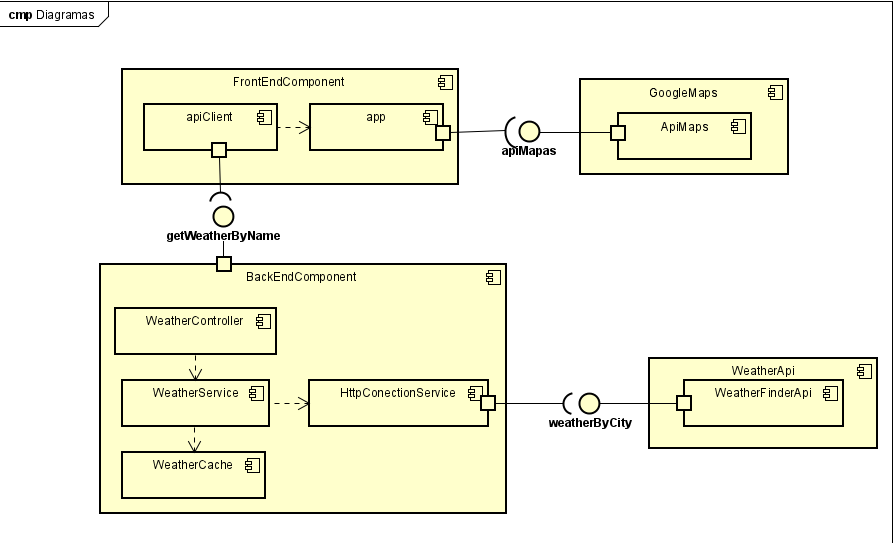 cmp Diagramas
FrontEndComponent
apiClient
app
GoogleMaps
ApiMaps
apiMapas
getWeatherByName
BackEndComponent
WeatherController
WeatherService
HttpConectionService
WeatherCache
weatherByCity
WeatherApi
WeatherFinderApi